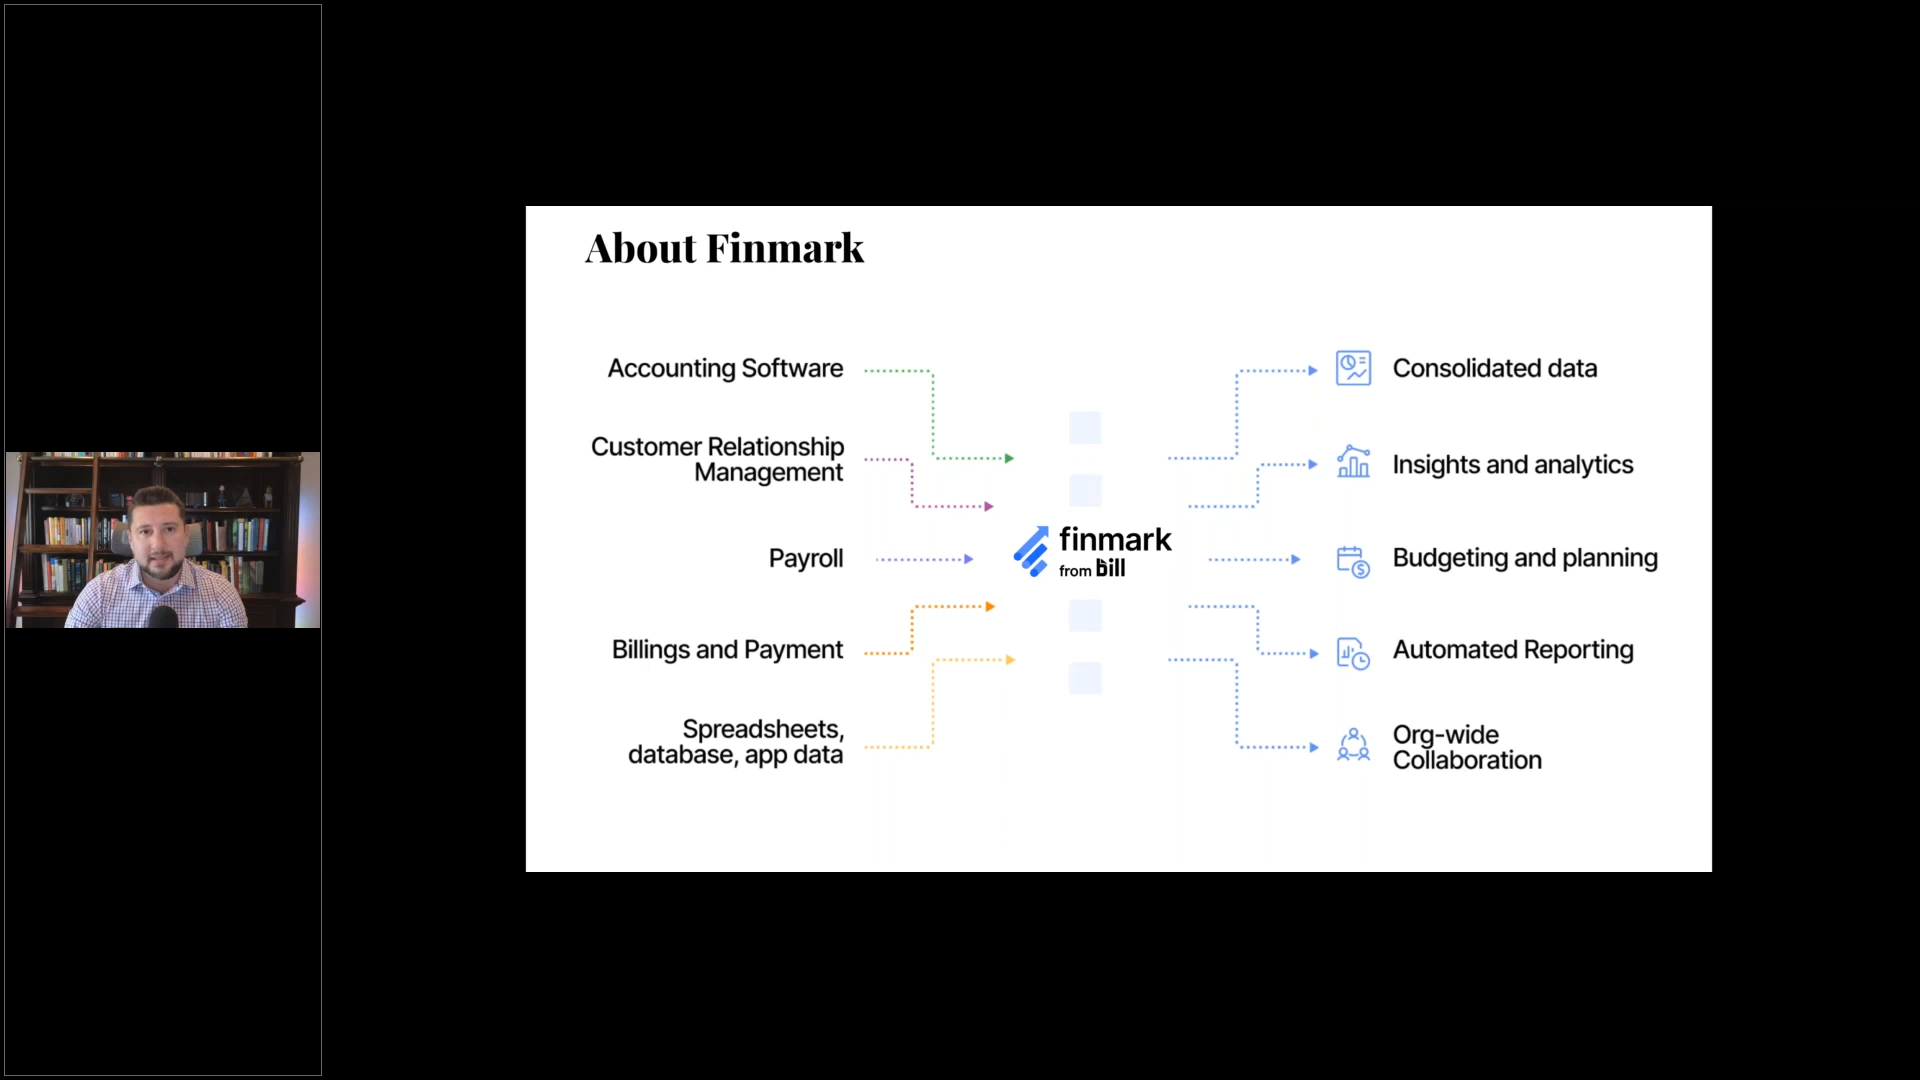 About Finmark
Accounting Software
Customer Relationship
Management
Payroll
Billings and Payment
Spreadsheets,
database, app data
finmark
from bill
Consolidated data
Insights and analytics
Budgeting and planning
Automated Reporting
Org-wide
Collaboration